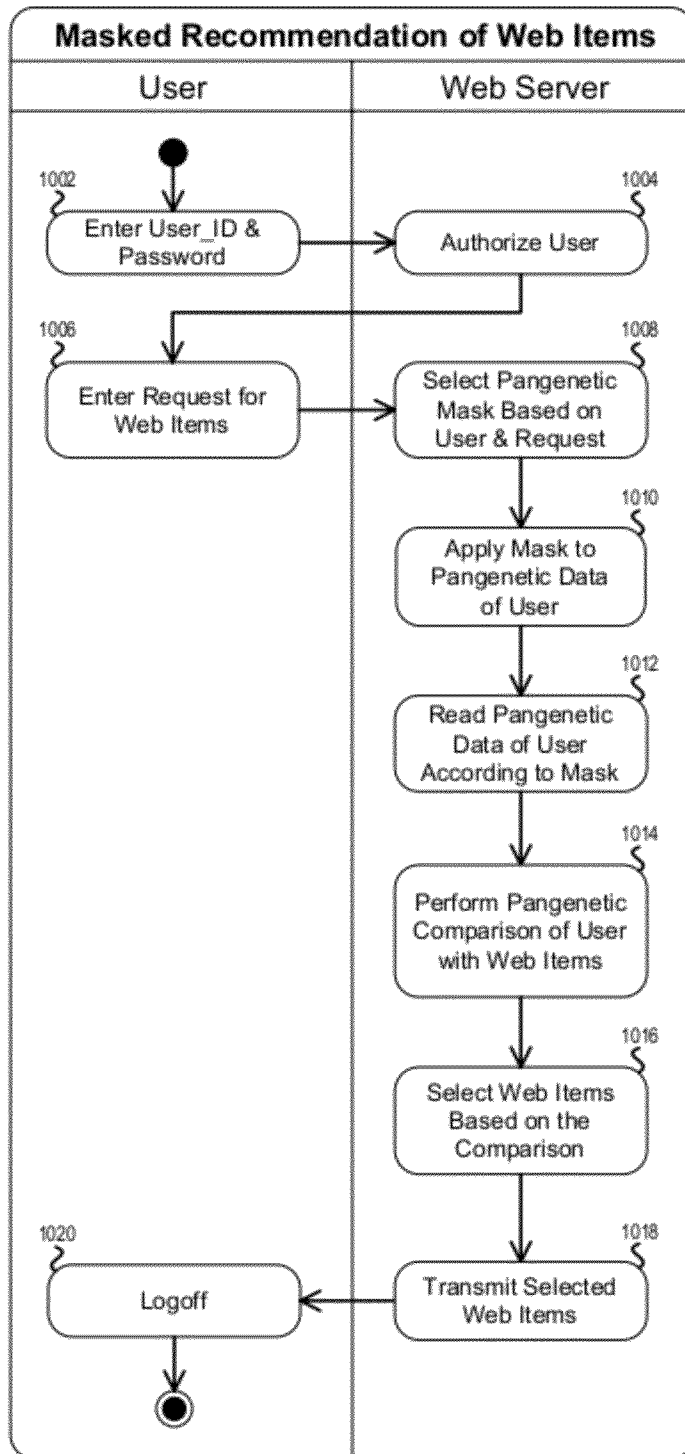 Masked Recommendation of Web Items
User
Web Server
1002
Enter User_ID &
Password
1004
Authorize User
1006
Enter Request for
Web Items
1008
Select Pangenetic
Mask Based on
User & Request
1010
Apply Mask to
Pangenetic Data
of User
1012
Read Pangenetic
Data of User
According to Mask
1014
Perform Pangenetic
Comparison of User
with Web Items
1016
Select Web Items
Based on the
Comparison
1018
Transmit Selected
Web Items
1020
Logoff